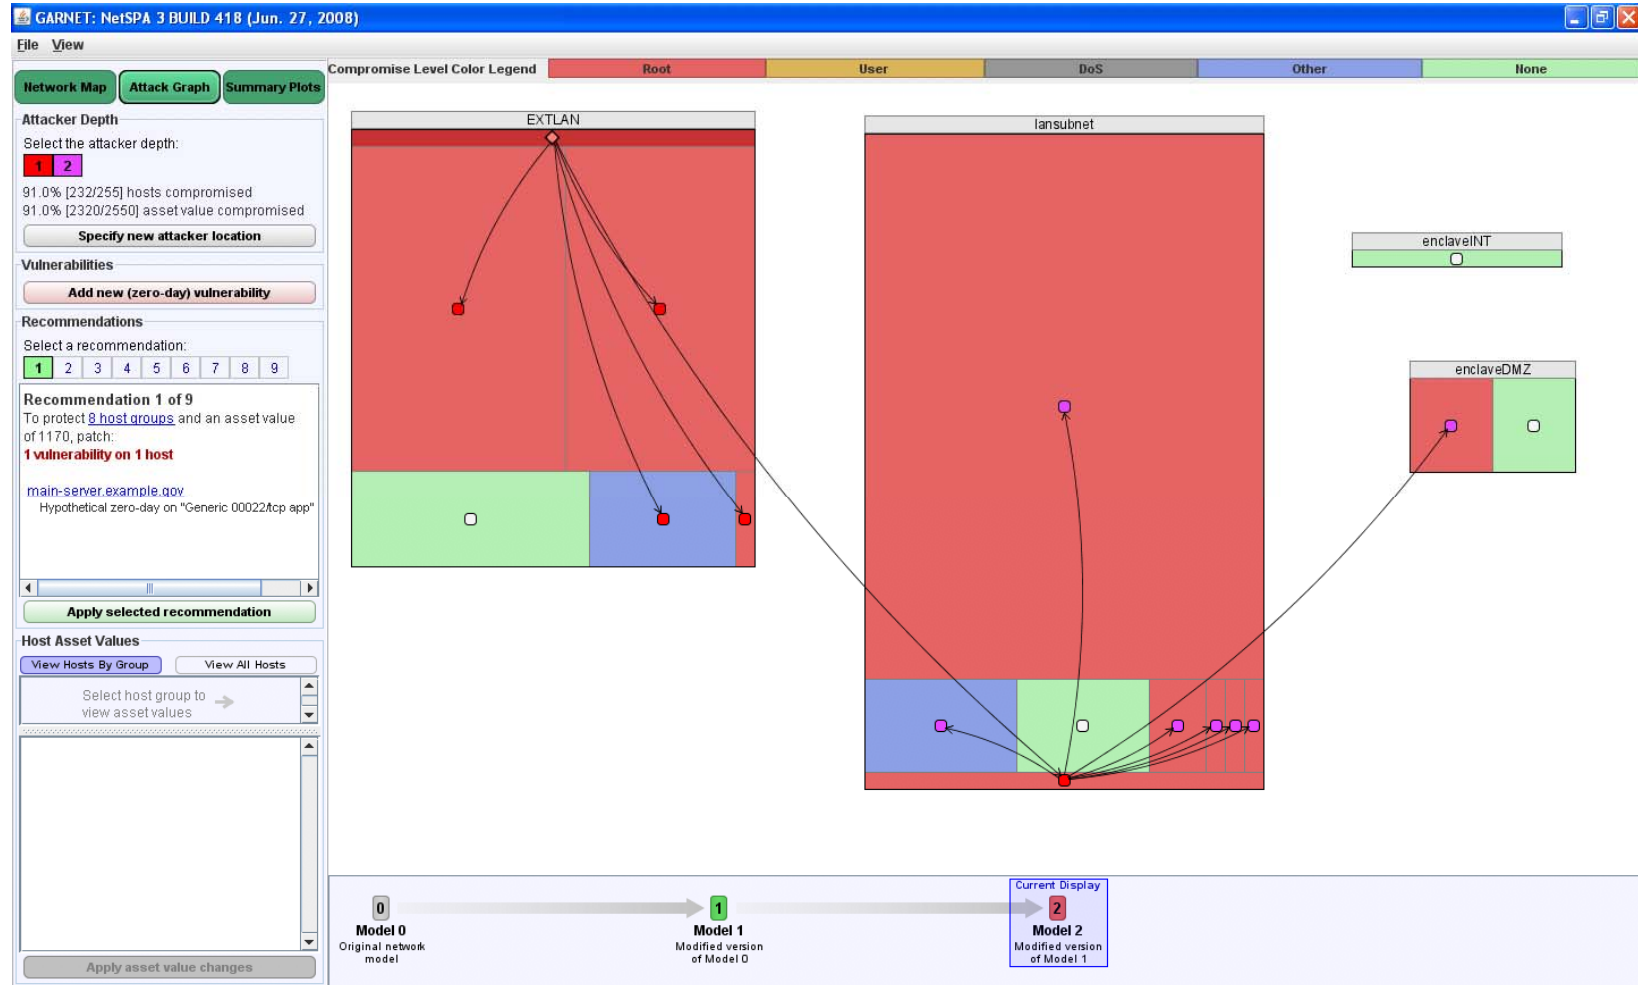 GARNET: NetSPA 3 BUILD 418 (Jun. 27, 2008)
File View
Network Map Attack Graph Summary Plots
Compromise Level Color Legend Root User DoS Other None
Attacker Depth
Select the attacker depth:
1 2
91.0% [232/255] hosts compromised
91.0% [2320/2550] asset value compromised
Specify new attacker location
Vulnerabilities
Add new (zero-day) vulnerability
Recommendations
Select a recommendation:
1 2 3 4 5 6 7 8 9
Recommendation 1 of 9
To protect 8 host groups and an asset value
of 1170, patch:
1 vulnerability on 1 host
main-server.example.gov
Hypothetical zero-day on "Generic 00022/tcp app"
Apply selected recommendation
Host Asset Values
View Hosts By Group View All Hosts
Select host group to
view asset values
Apply asset value changes
EXTLAN
lansubnet
enclaveINT
enclaveDMZ
0
Model 0
Original network
model
1
Model 1
Modified version
of Model 0
Current Display
2
Model 2
Modified version
of Model 1